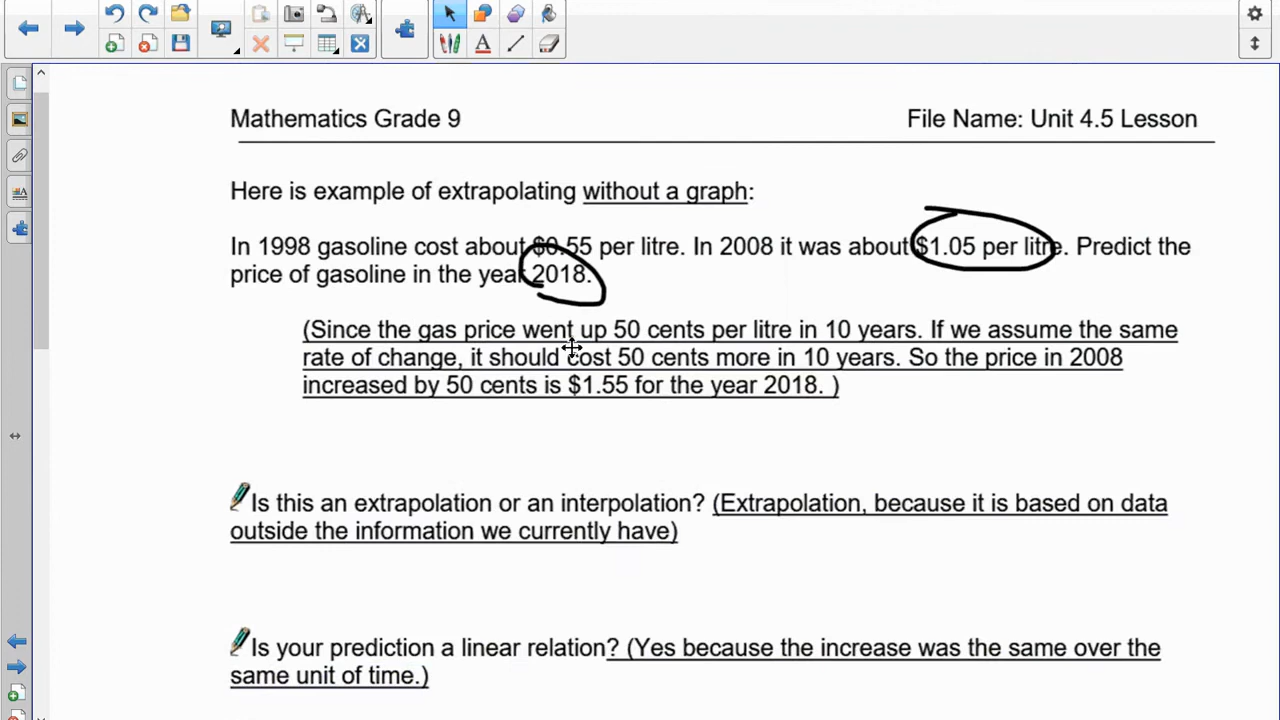 Mathematics Grade 9 File Name: Unit 4.5 Lesson
Here is example of extrapolating without a graph:
In 1998 gasoline cost about $0.55 per litre. In 2008 it was about $1.05 per litre. Predict the
price of gasoline in the year 2018.
(Since the gas price went up 50 cents per litre in 10 years. If we assume the same
rate of change, it should cost 50 cents more in 10 years. So the price in 2008
increased by 50 cents is $1.55 for the year 2018. )
Is this an extrapolation or an interpolation? (Extrapolation, because it is based on data
outside the information we currently have)
Is your prediction a linear relation? (Yes because the increase was the same over the
same unit of time.)